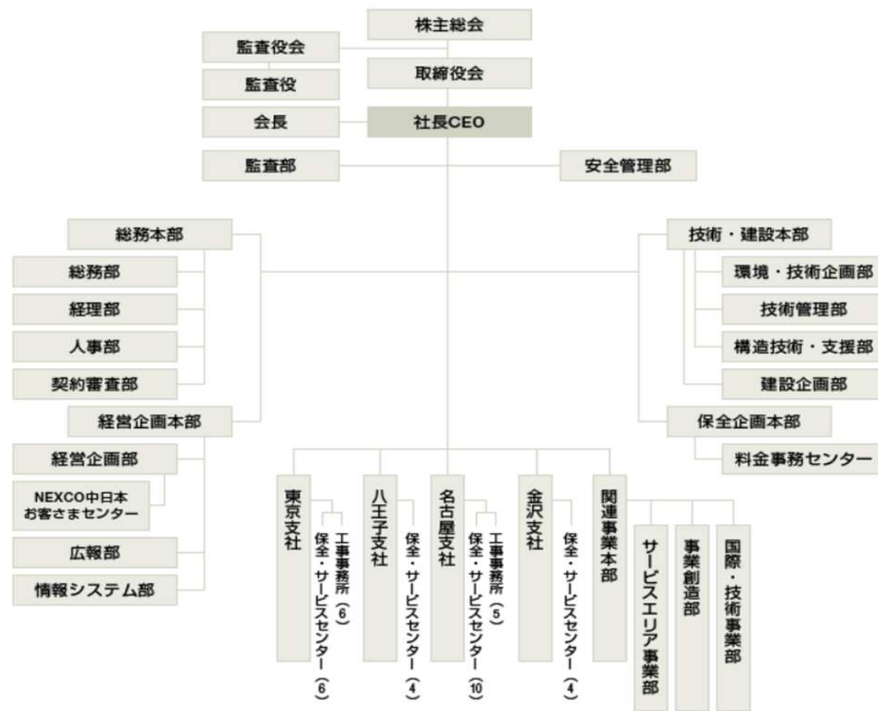 株主総会
監査役会
取締役会
監査役
会長
社長CEO
監査部
安全管理部
総務本部
総務部
経理部
人事部
契約審査部
経営企画本部
経営企画部
NEXCO中日本
お客さまセンター
広報部
情報システム部
技術・建設本部
環境・技術企画部
技術管理部
構造技術・支援部
建設企画部
保全企画本部
料金事務センター
東京支社
保全・サービスセンター(6)
工事事務所(6)
八王子支社
保全・サービスセンター(4)
名古屋支社
保全・サービスセンター(10)
工事事務所(5)
金沢支社
保全・サービスセンター(4)
関連事業本部
サービスエリア事業部
事業創造部
国際・技術事業部